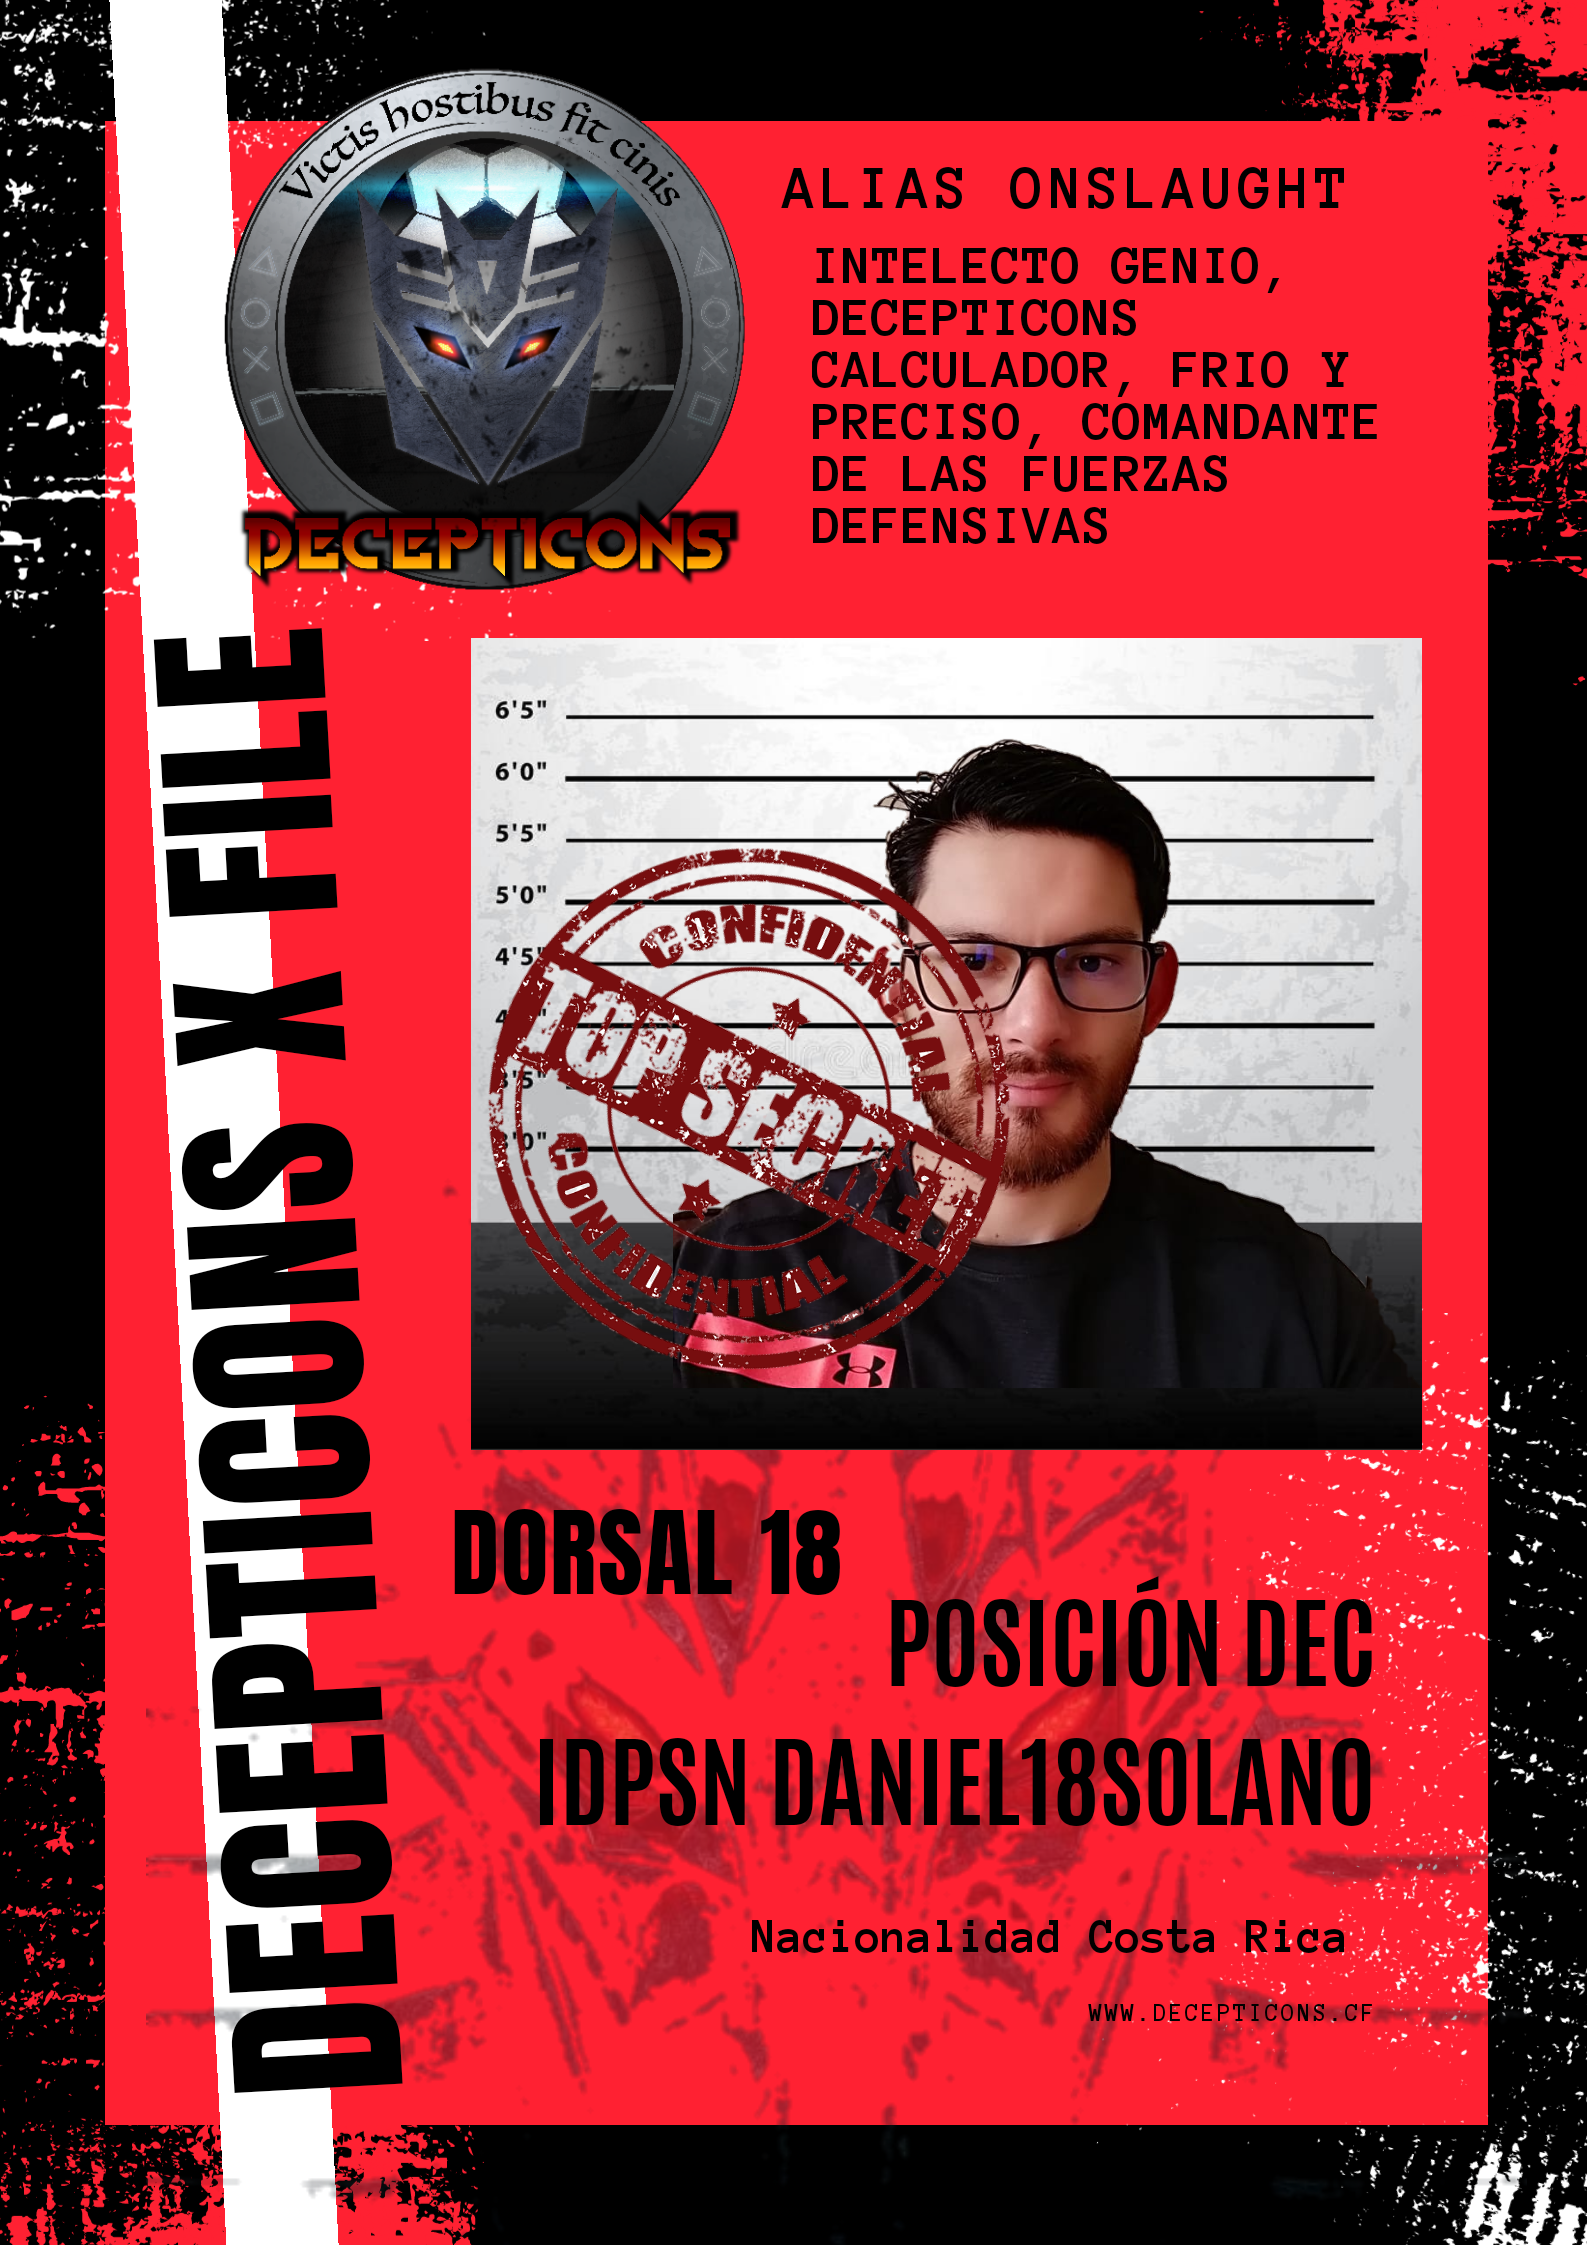 Victis hostibus fit cinis
DECEPTICONS
ALIAS ONSLAUGHT
INTELECTO GENIO,
DECEPTICONS
CALCULADOR, FRIO Y
PRECISO, COMANDANTE
DE LAS FUERZAS
DEFENSIVAS
DECEPTICONS X FILE
6'5"
6'0"
5'5"
5'0"
4'5"
CONFIDENCIAL
TOP SECRET
CONFIDENTIAL
DORSAL 18
POSICIÓN DEC
IDPSN DANIEL18SOLANO
Nacionalidad Costa Rica
WWW.DECEPTICONS.CF